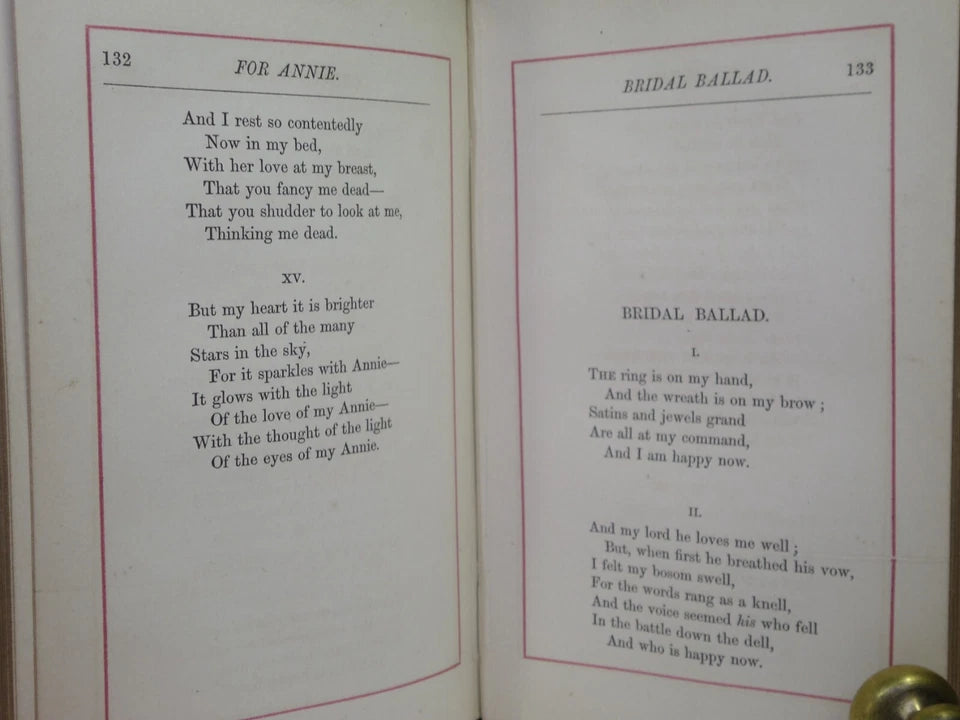 132
FOR ANNIE.
And I rest so contentedly
Now in my bed,
With her love at my breast,
That you fancy me dead—
That you shudder to look at me,
Thinking me dead.
XV.
But my heart it is brighter
Than all of the many
Stars in the sky,
For it sparkles with Annie—
It glows with the light
Of the love of my Annie—
With the thought of the light
Of the eyes of my Annie.
BRIDAL BALLAD.
133
BRIDAL BALLAD.
I.
THE ring is on my hand,
And the wreath is on my brow ;
Satins and jewels grand
Are all at my command,
And I am happy now.
II.
And my lord he loves me well ;
But, when first he breathed his vow,
I felt my bosom swell,
For the words rang as a knell,
And the voice seemed his who fell
In the battle down the dell,
And who is happy now.